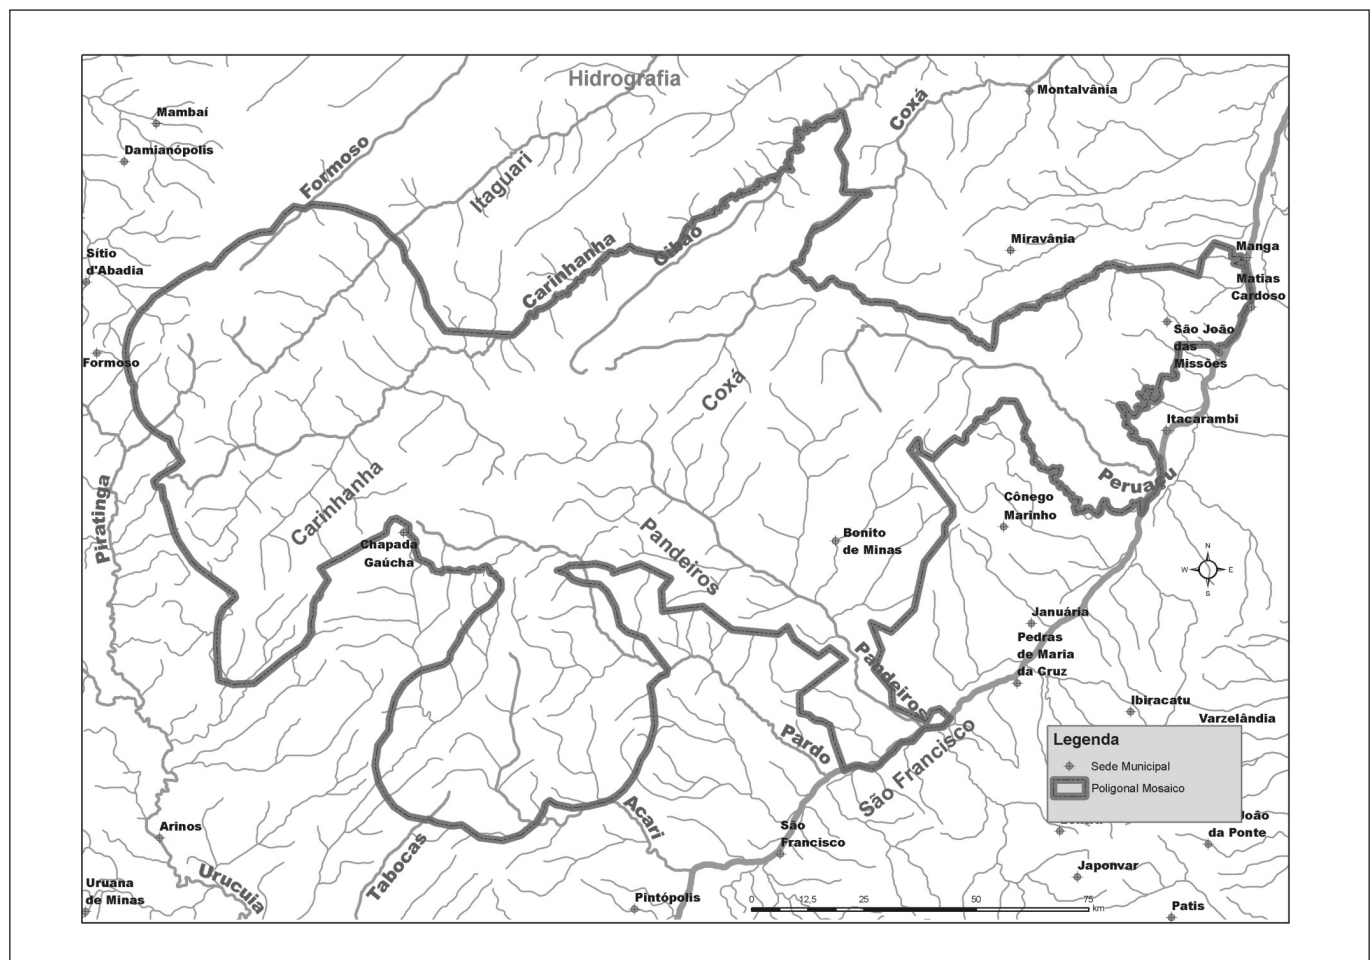 Hidrografia
Montalvânia
Coxá
Mambaí
Damianópolis
Formoso
Itaguari
Miravânia
Manga
Gibão
Sítio
d'Abadia
Carinhanha
Matias
Cardoso
São João
das
Missões
Formoso
Coxá
Itacarambi
Peruaçu
Piratinga
Carinhanha
Cônego
Marinho
Pandeiros
Bonito
de Minas
Chapada
Gaúcha
N
W
E
S
Januária
Pedras
de Maria
da Cruz
Pandeiros
Ibiracatu
Varzelândia
Pardo
São Francisco
Legenda
Sede Municipal
Poligonal Mosaico
Acari
Arinos
São
Francisco
João
da Ponte
Tabocas
Urucuia
Japonvar
Uruana
de Minas
Pintópolis
0 12,5 25 50 75
km
Patis